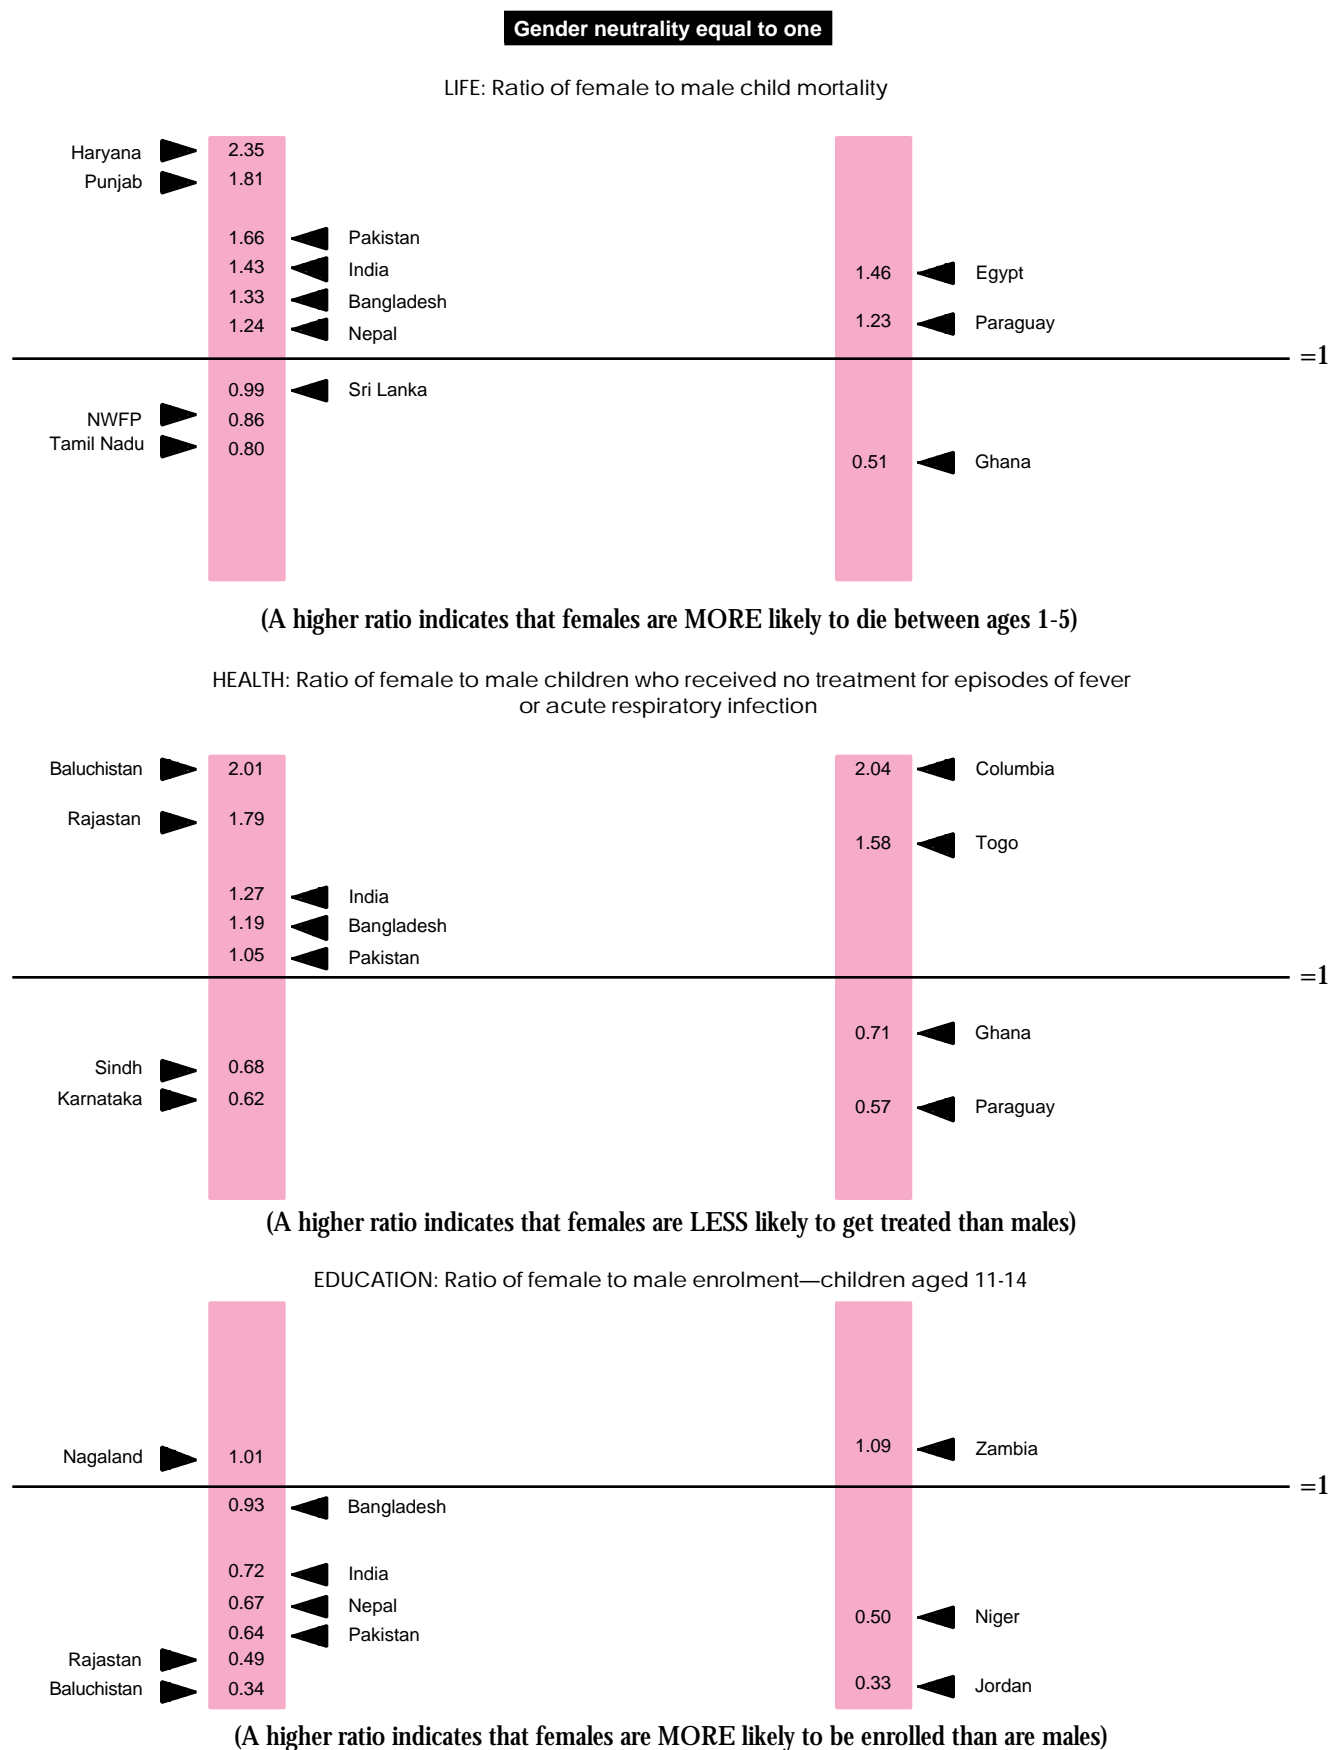 Gender neutrality equal to one
LIFE: Ratio of female to male child mortality
Haryana 2.35
Punjab 1.81
1.66 Pakistan
1.43 India 1.46 Egypt
1.33 Bangladesh
1.24 Nepal 1.23 Paraguay
=1
0.99 Sri Lanka
NWFP 0.86
Tamil Nadu 0.80
0.51 Ghana
(A higher ratio indicates that females are MORE likely to die between ages 1-5)
HEALTH: Ratio of female to male children who received no treatment for episodes of fever
or acute respiratory infection
Baluchistan 2.01 2.04 Columbia
Rajastan 1.79
1.58 Togo
1.27 India
1.19 Bangladesh
1.05 Pakistan
=1
0.71 Ghana
Sindh 0.68
Karnataka 0.62
0.57 Paraguay
(A higher ratio indicates that females are LESS likely to get treated than males)
EDUCATION: Ratio of female to male enrolment—children aged 11-14
Nagaland 1.01 1.09 Zambia
=1
0.93 Bangladesh
0.72 India
0.67 Nepal
0.50 Niger
0.64 Pakistan
Rajastan 0.49
Baluchistan 0.34 0.33 Jordan
(A higher ratio indicates that females are MORE likely to be enrolled than are males)